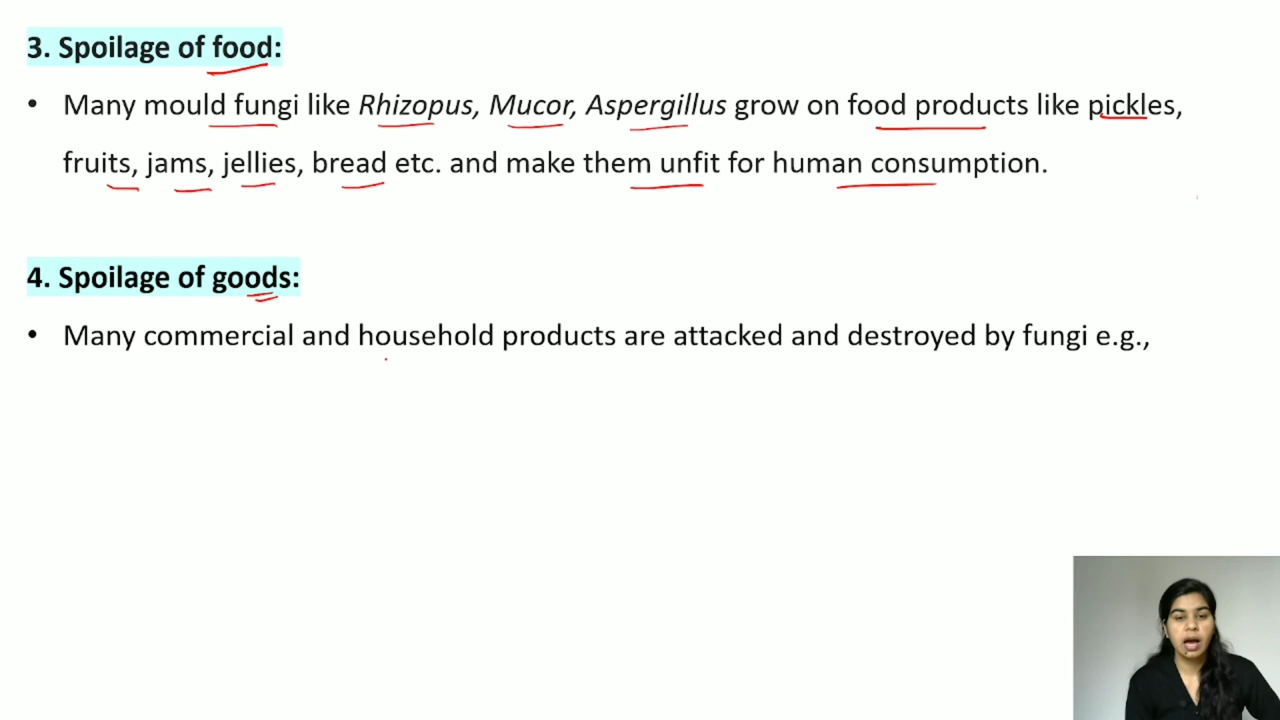 3. Spoilage of food:
• Many mould fungi like Rhizopus, Mucor, Aspergillus grow on food products like pickles,
fruits, jams, jellies, bread etc. and make them unfit for human consumption.
4. Spoilage of goods:
• Many commercial and household products are attacked and destroyed by fungi e.g.,